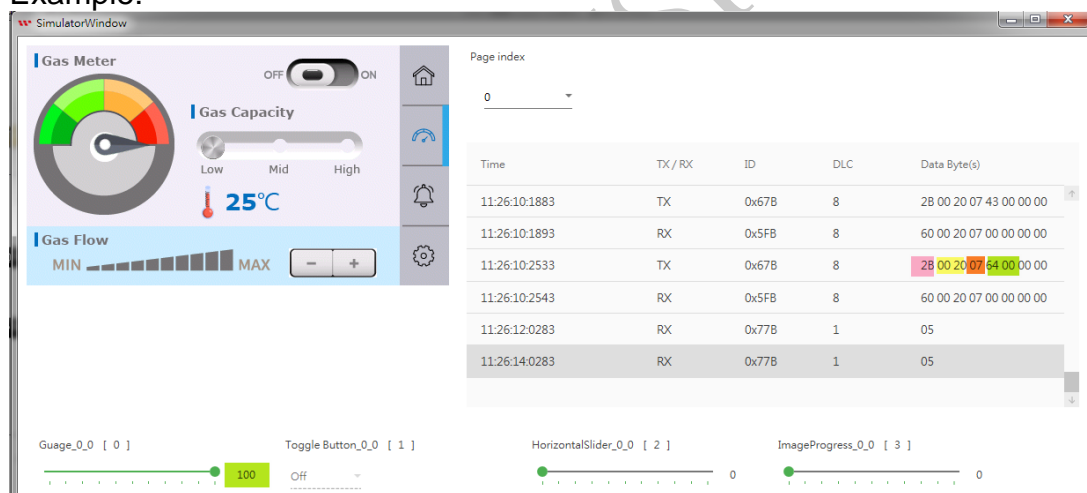 Example:
SimulatorWindow
Gas Meter
OFF ON
Gas Capacity
Low Mid High
25°C
Gas Flow
MIN MAX - +
Page index
0
Time TX / RX ID DLC Data Byte(s)
11:26:10:1883 TX 0x67B 8 2B 00 20 07 43 00 00 00
11:26:10:1893 RX 0x5FB 8 60 00 20 07 00 00 00 00
11:26:10:2533 TX 0x67B 8 2B 00 20 07 64 00 00 00
11:26:10:2543 RX 0x5FB 8 60 00 20 07 00 00 00 00
11:26:12:0283 RX 0x77B 1 05
11:26:14:0283 RX 0x77B 1 05
Guage_0_0 [ 0 ] Toggle Button_0_0 [ 1 ] HorizontalSlider_0_0 [ 2 ] ImageProgress_0_0 [ 3 ]
100 Off 0 0